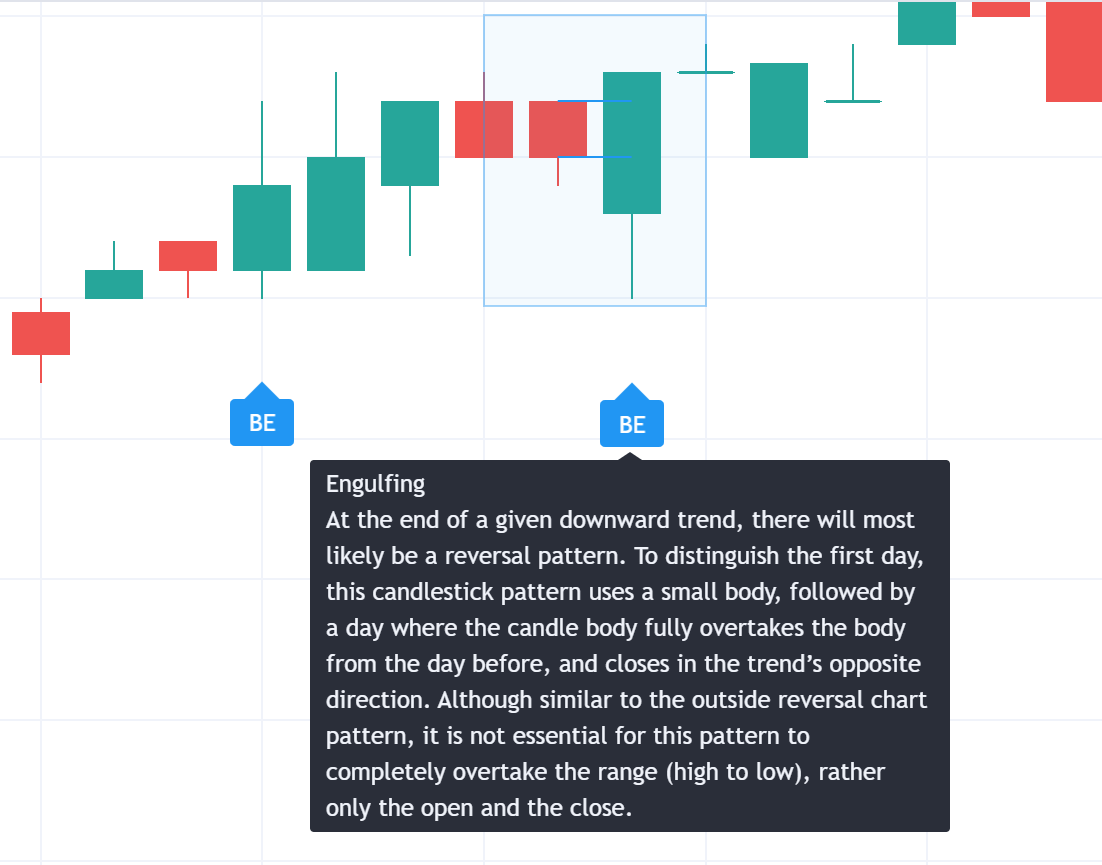 BE
BE
Engulfing
At the end of a given downward trend, there will most
likely be a reversal pattern. To distinguish the first day,
this candlestick pattern uses a small body, followed by
a day where the candle body fully overtakes the body
from the day before, and closes in the trend’s opposite
direction. Although similar to the outside reversal chart
pattern, it is not essential for this pattern to
completely overtake the range (high to low), rather
only the open and the close.